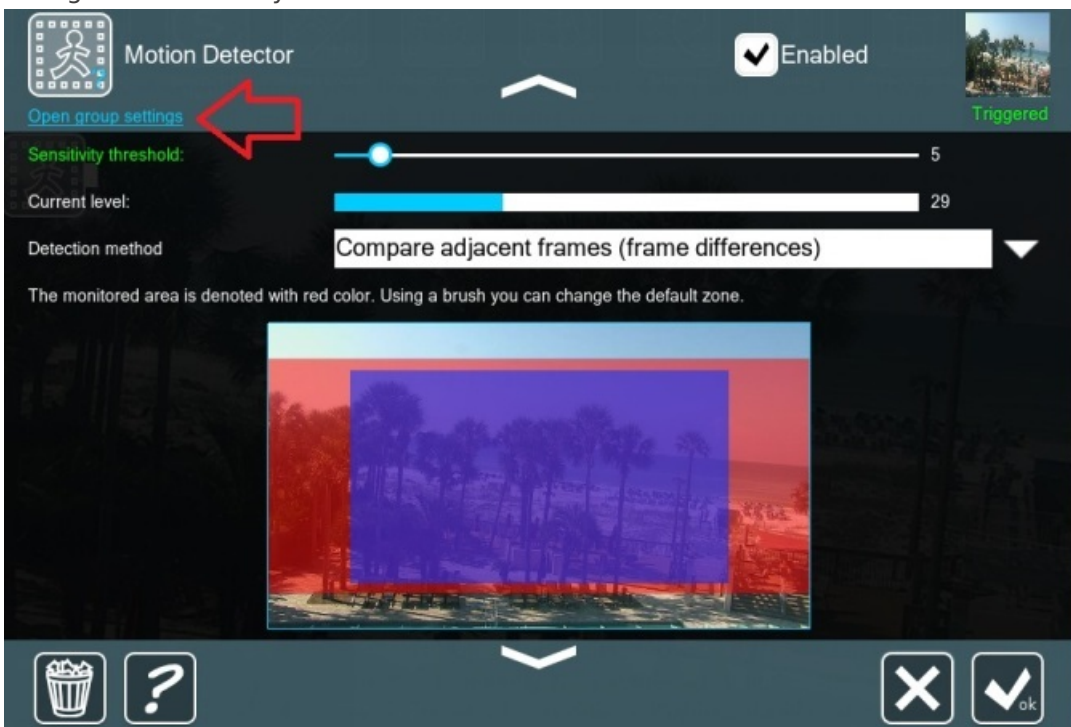 Motion Detector
Enabled
Open group settings
Triggered
Sensitivity threshold:
5
Current level:
29
Detection method
Compare adjacent frames (frame differences)
The monitored area is denoted with red color. Using a brush you can change the default zone.
?
ok